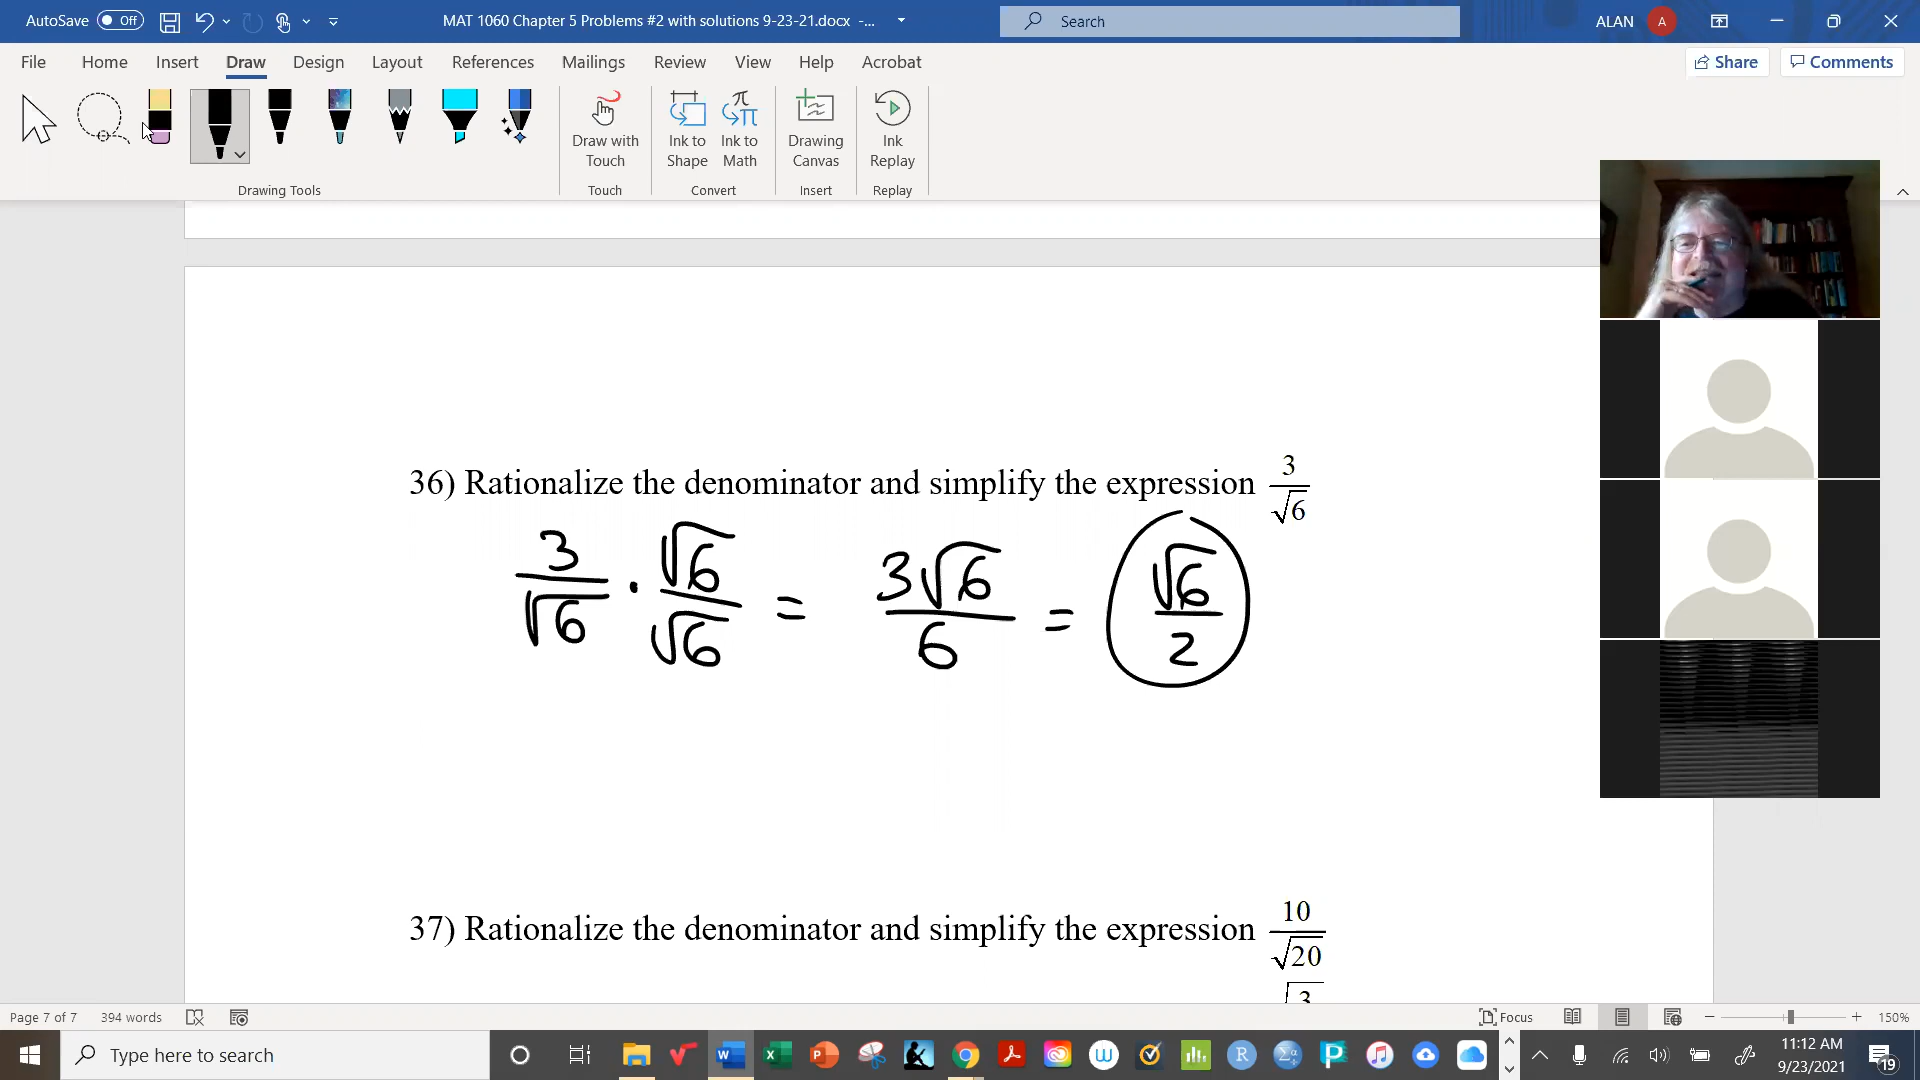 AutoSave Off MAT 1060 Chapter 5 Problems #2 with solutions 9-23-21.docx -... Search ALAN A
File Home Insert Draw Design Layout References Mailings Review View Help Acrobat Share Comments
Draw with Touch
Ink to Shape
Ink to Math
Drawing Canvas
Ink Replay
Drawing Tools Touch Convert Insert Replay
36) Rationalize the denominator and simplify the expression 3/√6
3/√6 · √6/√6 = 3√6/6 = √6/2
37) Rationalize the denominator and simplify the expression 10/√20
√3
Page 7 of 7 394 words Focus 150%
Type here to search 11:12 AM
9/23/2021 19